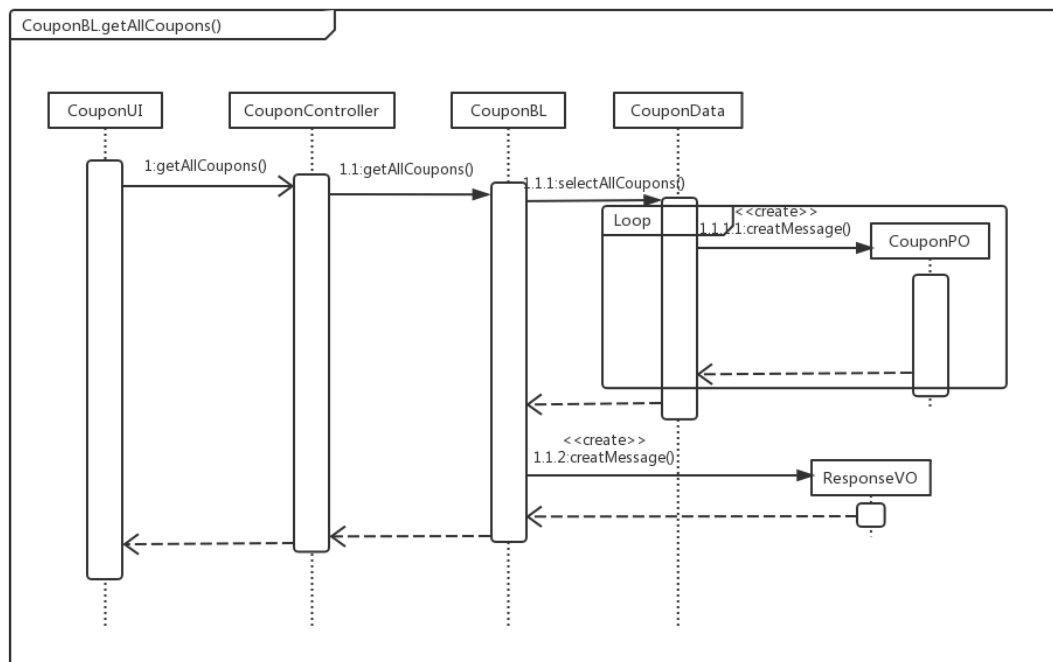 CouponBL.getAllCoupons()
CouponUI
CouponController
CouponBL
CouponData
1:getAllCoupons()
1.1:getAllCoupons()
1.1.1:selectAllCoupons()
Loop
<<create>>
1.1.1.1:creatMessage()
CouponPO
<<create>>
1.1.2:creatMessage()
ResponseVO